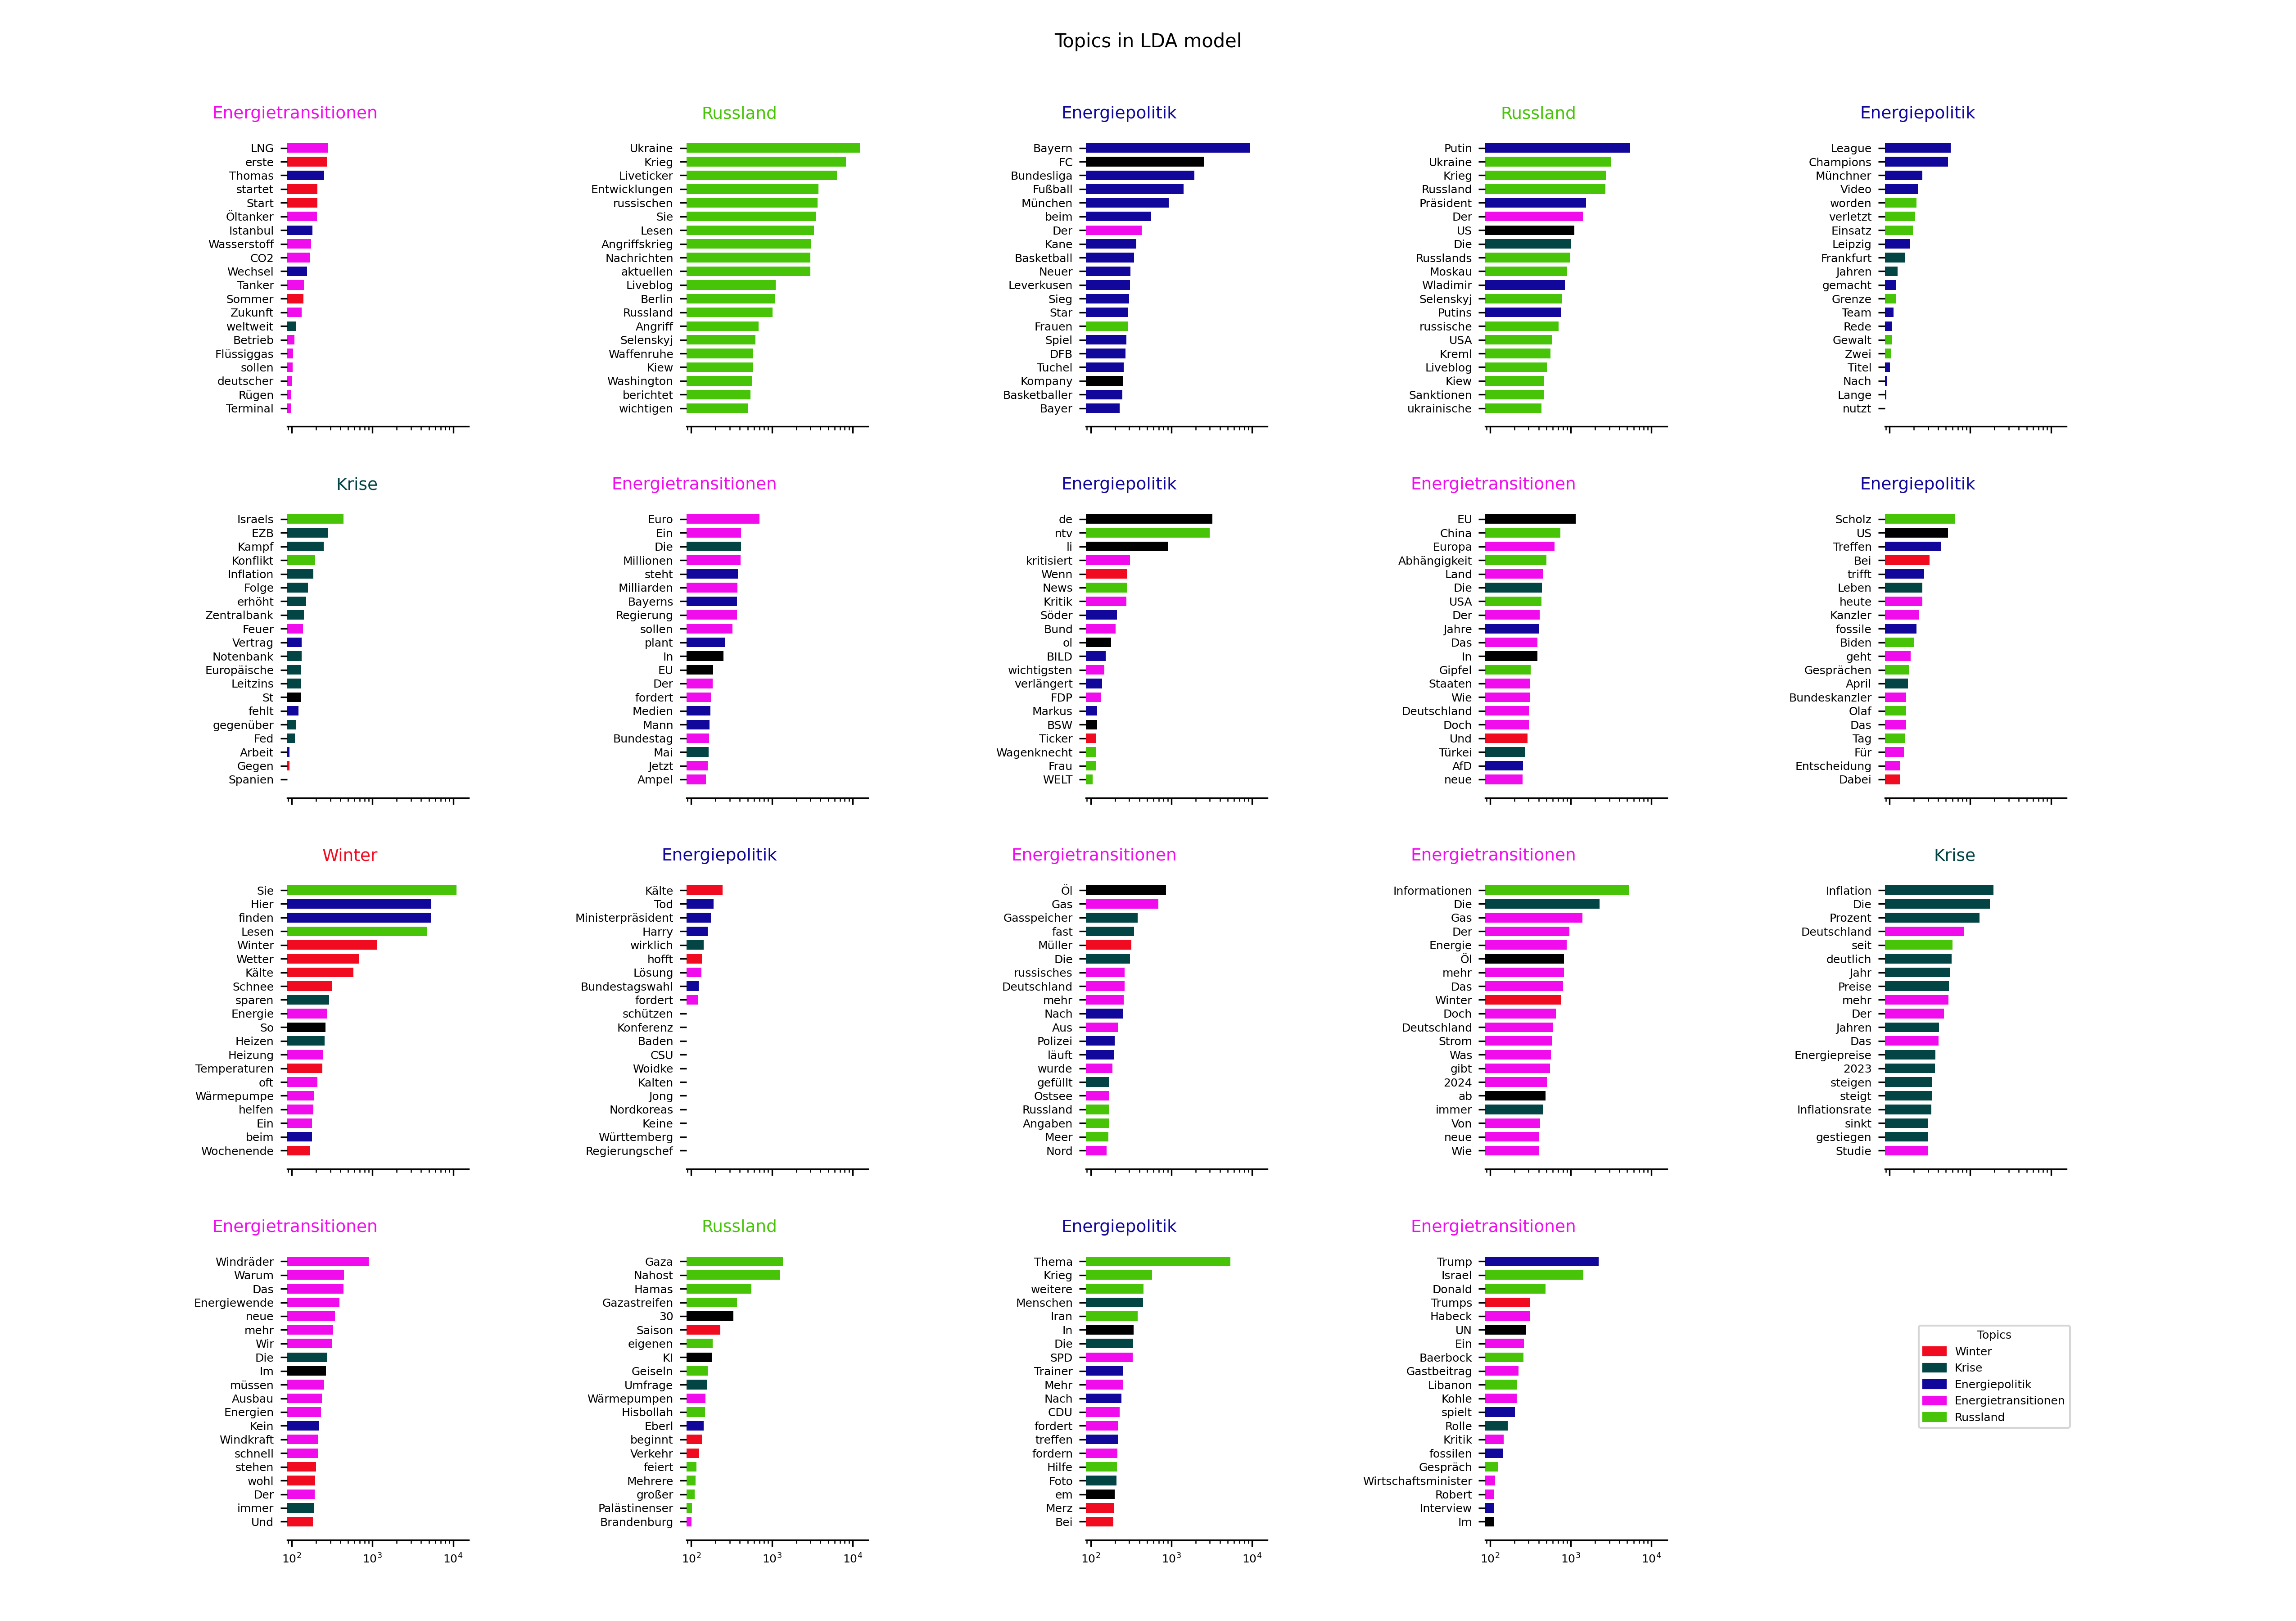 Topics in LDA model
Energietransitionen
LNG
erste
Thomas
startet
Start
Öltanker
Istanbul
Wasserstoff
CO2
Wechsel
Tanker
Sommer
Zukunft
weltweit
Betrieb
Flüssiggas
sollen
deutscher
Rügen
Terminal
Russland
Ukraine
Krieg
Liveticker
Entwicklungen
russischen
Sie
Lesen
Angriffskrieg
Nachrichten
aktuellen
Liveblog
Berlin
Russland
Angriff
Selenskyj
Waffenruhe
Kiew
Washington
berichtet
wichtigen
Energiepolitik
Bayern
FC
Bundesliga
Fußball
München
beim
Der
Kane
Basketball
Neuer
Leverkusen
Sieg
Star
Frauen
Spiel
DFB
Tuchel
Kompany
Basketballer
Bayer
Russland
Putin
Ukraine
Krieg
Russland
Präsident
Der
US
Die
Russlands
Moskau
Wladimir
Selenskyj
Putins
russische
USA
Kreml
Liveblog
Kiew
Sanktionen
ukrainische
Energiepolitik
League
Champions
Münchner
Video
worden
verletzt
Einsatz
Leipzig
Frankfurt
Jahren
gemacht
Grenze
Team
Rede
Gewalt
Zwei
Titel
Nach
Lange
nutzt
Krise
Israels
EZB
Kampf
Konflikt
Inflation
Folge
erhöht
Zentralbank
Feuer
Vertrag
Notenbank
Europäische
Leitzins
St
fehlt
gegenüber
Fed
Arbeit
Gegen
Spanien
Energietransitionen
Euro
Ein
Die
Millionen
steht
Milliarden
Bayerns
Regierung
sollen
plant
In
EU
Der
fordert
Medien
Mann
Bundestag
Mai
Jetzt
Ampel
Energiepolitik
de
ntv
li
kritisiert
Wenn
News
Kritik
Söder
Bund
ol
BILD
wichtigsten
verlängert
FDP
Markus
BSW
Ticker
Wagenknecht
Frau
WELT
Energietransitionen
EU
China
Europa
Abhängigkeit
Land
Die
USA
Der
Jahre
Das
In
Gipfel
Staaten
Wie
Deutschland
Doch
Und
Türkei
AfD
neue
Energiepolitik
Scholz
US
Treffen
Bei
trifft
Leben
heute
Kanzler
fossile
Biden
geht
Gesprächen
April
Bundeskanzler
Olaf
Das
Tag
Für
Entscheidung
Dabei
Winter
Sie
Hier
finden
Lesen
Winter
Wetter
Kälte
Schnee
sparen
Energie
So
Heizen
Heizung
Temperaturen
oft
Wärmepumpe
helfen
Ein
beim
Wochenende
Energiepolitik
Kälte
Tod
Ministerpräsident
Harry
wirklich
hofft
Lösung
Bundestagswahl
fordert
schützen
Konferenz
Baden
CSU
Woidke
Kalten
Jong
Nordkoreas
Keine
Württemberg
Regierungschef
Energietransitionen
Öl
Gas
Gasspeicher
fast
Müller
Die
russisches
Deutschland
mehr
Nach
Aus
Polizei
läuft
wurde
gefüllt
Ostsee
Russland
Angaben
Meer
Nord
Energietransitionen
Informationen
Die
Gas
Der
Energie
Öl
mehr
Das
Winter
Doch
Deutschland
Strom
Was
gibt
2024
ab
immer
Von
neue
Wie
Krise
Inflation
Die
Prozent
Deutschland
seit
deutlich
Jahr
Preise
mehr
Der
Jahren
Das
Energiepreise
2023
steigen
steigt
Inflationsrate
sinkt
gestiegen
Studie
Energietransitionen
Windräder
Warum
Das
Energiewende
neue
mehr
Wir
Die
Im
müssen
Ausbau
Energien
Kein
Windkraft
schnell
stehen
wohl
Der
immer
Und
10² 10³ 10⁴
Russland
Gaza
Nahost
Hamas
Gazastreifen
30
Saison
eigenen
KI
Geiseln
Umfrage
Wärmepumpen
Hisbollah
Eberl
beginnt
Verkehr
feiert
Mehrere
großer
Palästinenser
Brandenburg
10² 10³ 10⁴
Energiepolitik
Thema
Krieg
weitere
Menschen
Iran
In
Die
SPD
Trainer
Mehr
Nach
CDU
fordert
treffen
fordern
Hilfe
Foto
em
Merz
Bei
10² 10³ 10⁴
Energietransitionen
Trump
Israel
Donald
Trumps
Habeck
UN
Ein
Baerbock
Gastbeitrag
Libanon
Kohle
spielt
Rolle
Kritik
fossilen
Gespräch
Wirtschaftsminister
Robert
Interview
Im
10² 10³ 10⁴
Topics
Winter
Krise
Energiepolitik
Energietransitionen
Russland